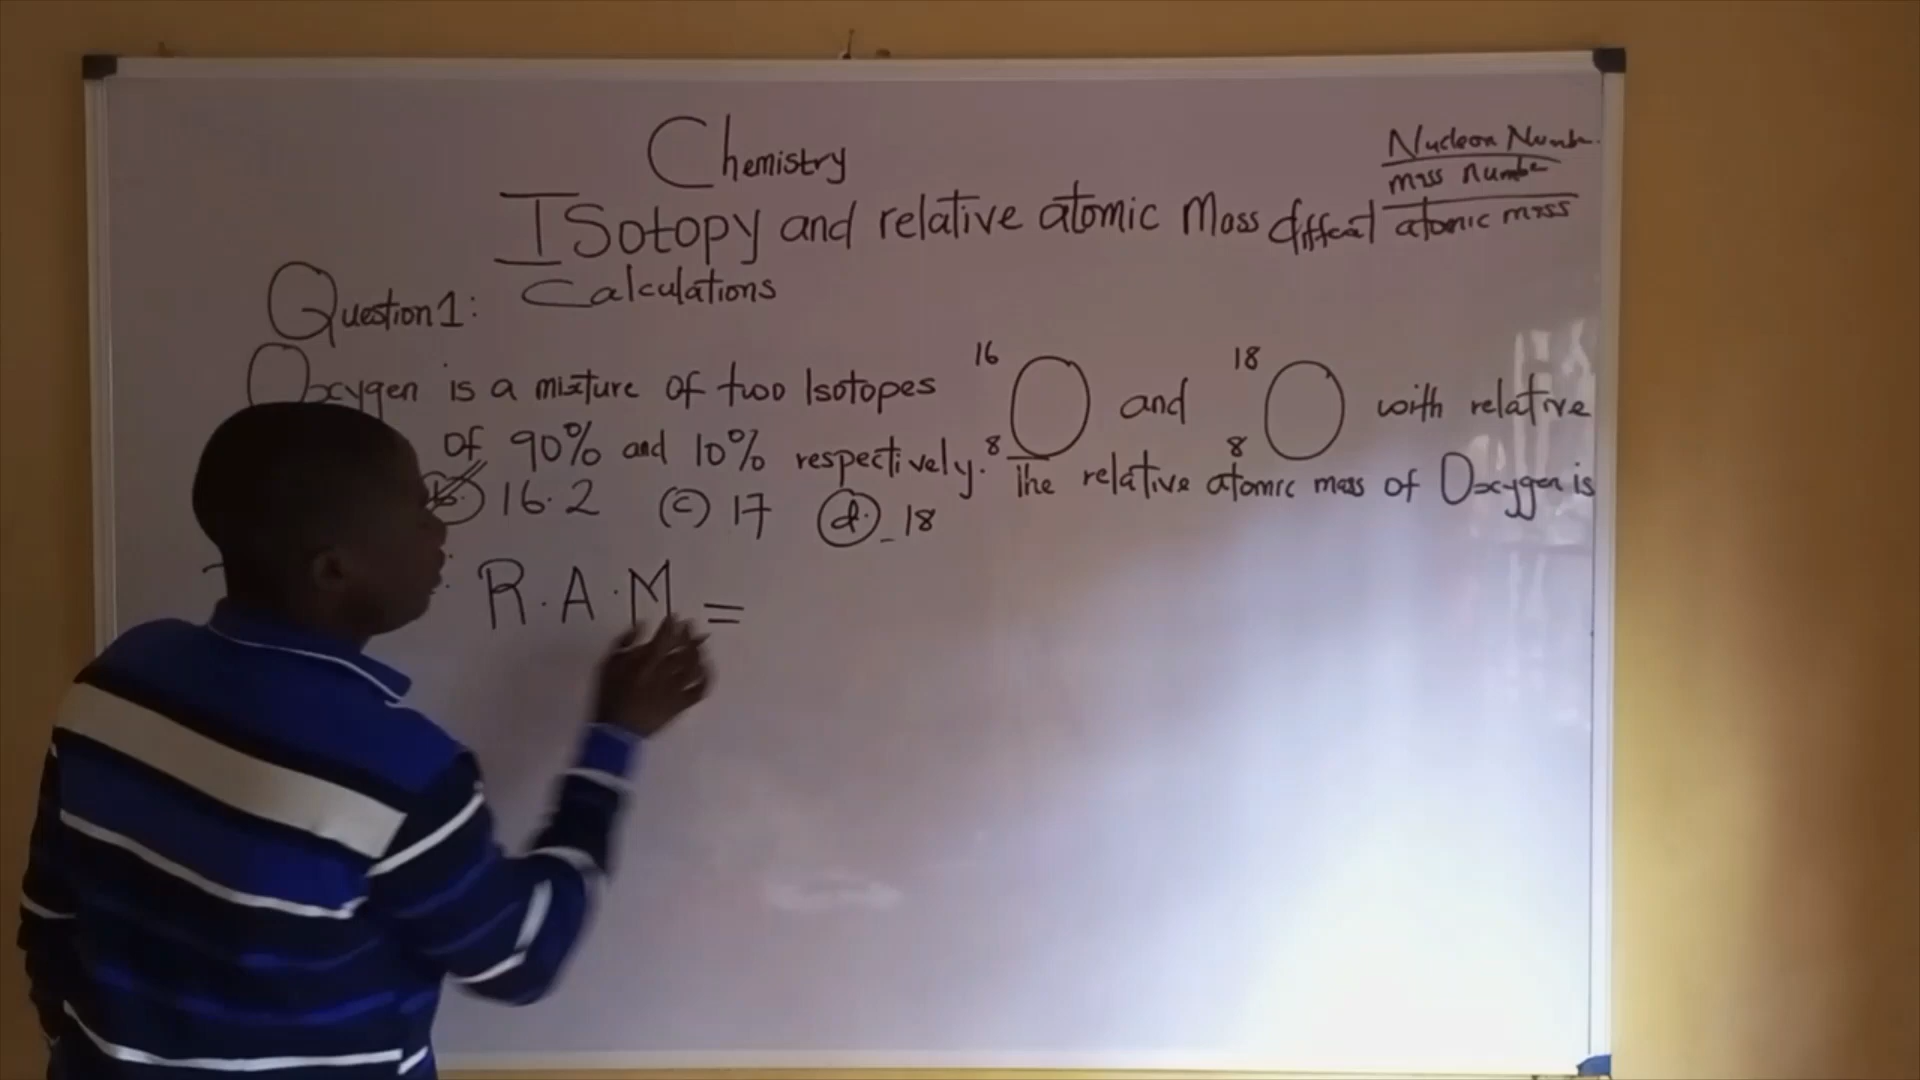 Chemistry
Nucleon Number
mass number
atomic mass
Isotopy and relative atomic Mass
Calculations
Question 1:
Oxygen is a mixture of two Isotopes 16 8 O and 18 8 O with relative
of 90% and 10% respectively. The relative atomic mass of Oxygen is
b. 16.2 (c) 17 d. 18
R.A.M =